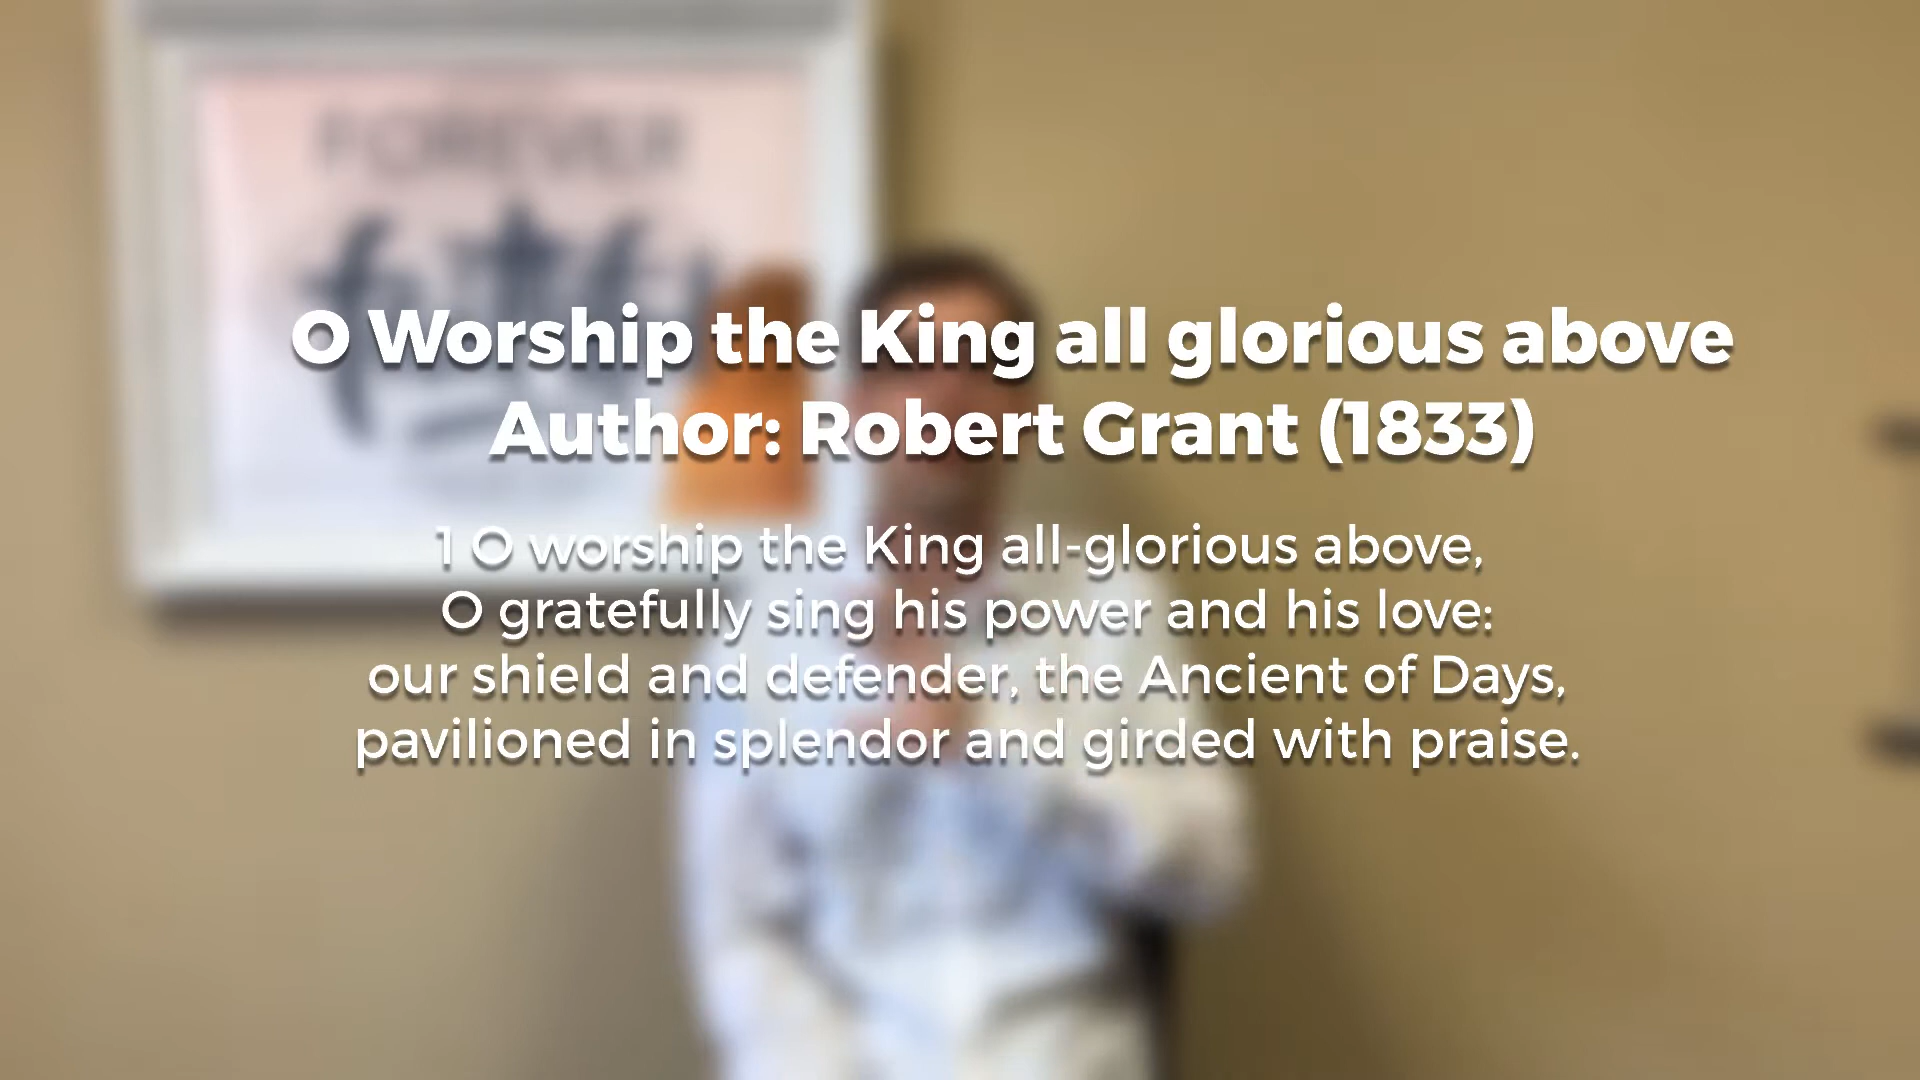 FOREVER
O Worship the King all glorious above
Author: Robert Grant (1833)
1 O worship the King all-glorious above,
O gratefully sing his power and his love:
our shield and defender, the Ancient of Days,
pavilioned in splendor and girded with praise.